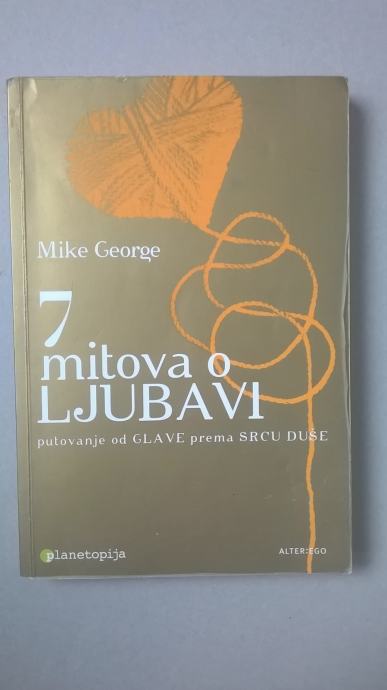 Mike George
7
mitova o
LJUBAVI
putovanje od GLAVE prema SRCU DUŠE
planetopija
ALTER:EGO